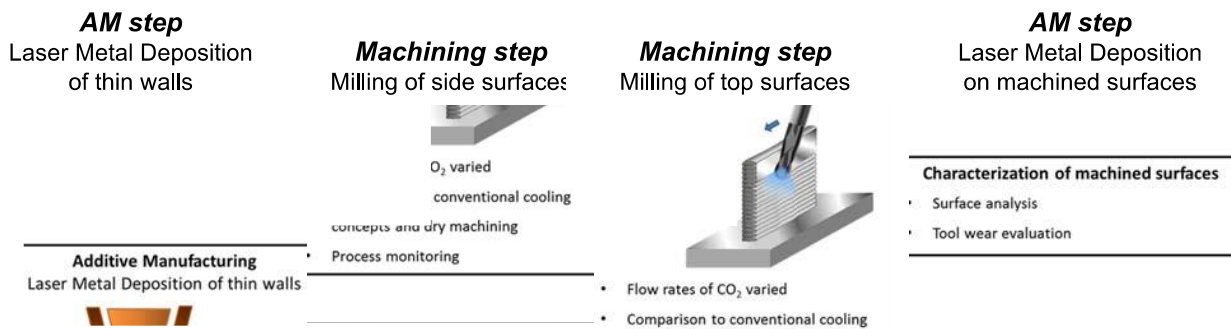 AM step
Laser Metal Deposition
of thin walls
Additive Manufacturing
Laser Metal Deposition of thin walls
Machining step
Milling of side surfaces
O₂ varied
conventional cooling
concepts and dry machining
• Process monitoring
Machining step
Milling of top surfaces
• Flow rates of CO₂ varied
• Comparison to conventional cooling
AM step
Laser Metal Deposition
on machined surfaces
Characterization of machined surfaces
• Surface analysis
• Tool wear evaluation